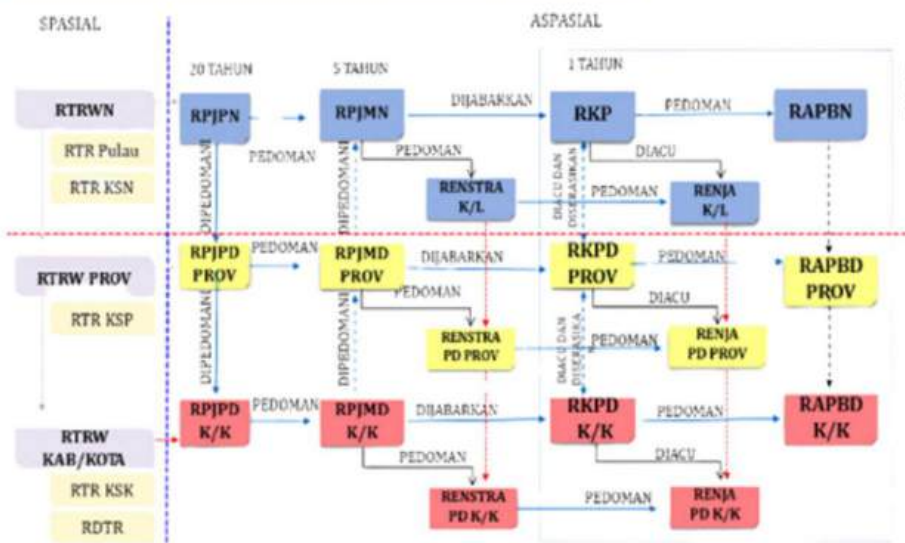 SPASIAL
ASPASIAL
20 TAHUN
5 TAHUN
1 TAHUN
RTRWN
RPJPN
PEDOMAN
RPJMN
DIJABARKAN
RKP
PEDOMAN
RAPBN
RTR Pulau
RTR KSN
DIPEDOMANI
DIPEDOMANI
PEDOMAN
RENSTRA
K/L
PEDOMAN
DIACU DAN
DISERASIKAN
DIACU
RENJA
K/L
RTRW PROV
RPJPD
PROV
PEDOMAN
RPJMD
PROV
DIJABARKAN
RKPD
PROV
PEDOMAN
RAPBD
PROV
RTR KSP
DIPEDOMANI
DIPEDOMANI
PEDOMAN
RENSTRA
PD PROV
PEDOMAN
DIACU DAN
DISERASIKA
N
DIACU
RENJA
PD PROV
RTRW
KAB/KOTA
RPJPD
K/K
PEDOMAN
RPJMD
K/K
DIJABARKAN
RKPD
K/K
PEDOMAN
RAPBD
K/K
RTR KSK
RDTR
PEDOMAN
RENSTRA
PD K/K
PEDOMAN
DIACU
RENJA
PD K/K